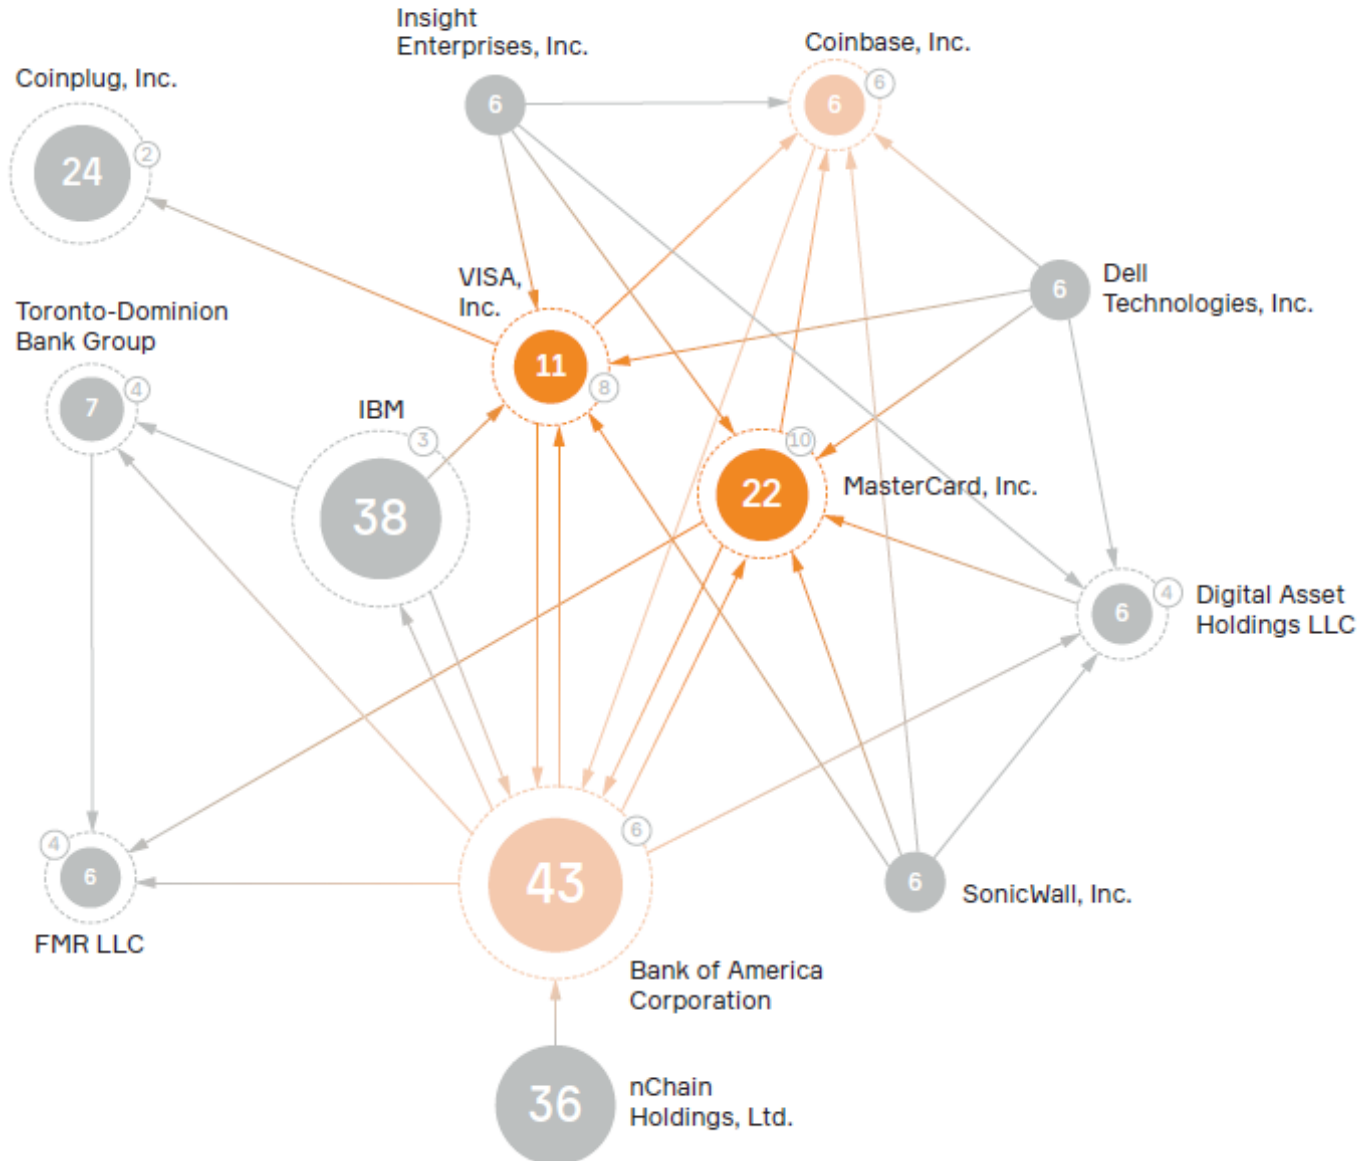 Insight
Enterprises, Inc.
6
Coinbase, Inc.
6
6
Coinplug, Inc.
24
2
VISA,
Inc.
11
8
Dell
Technologies, Inc.
6
Toronto-Dominion
Bank Group
7
4
IBM
38
3
MasterCard, Inc.
22
10
Digital Asset
Holdings LLC
6
4
FMR LLC
6
4
Bank of America
Corporation
43
6
SonicWall, Inc.
6
nChain
Holdings, Ltd.
36